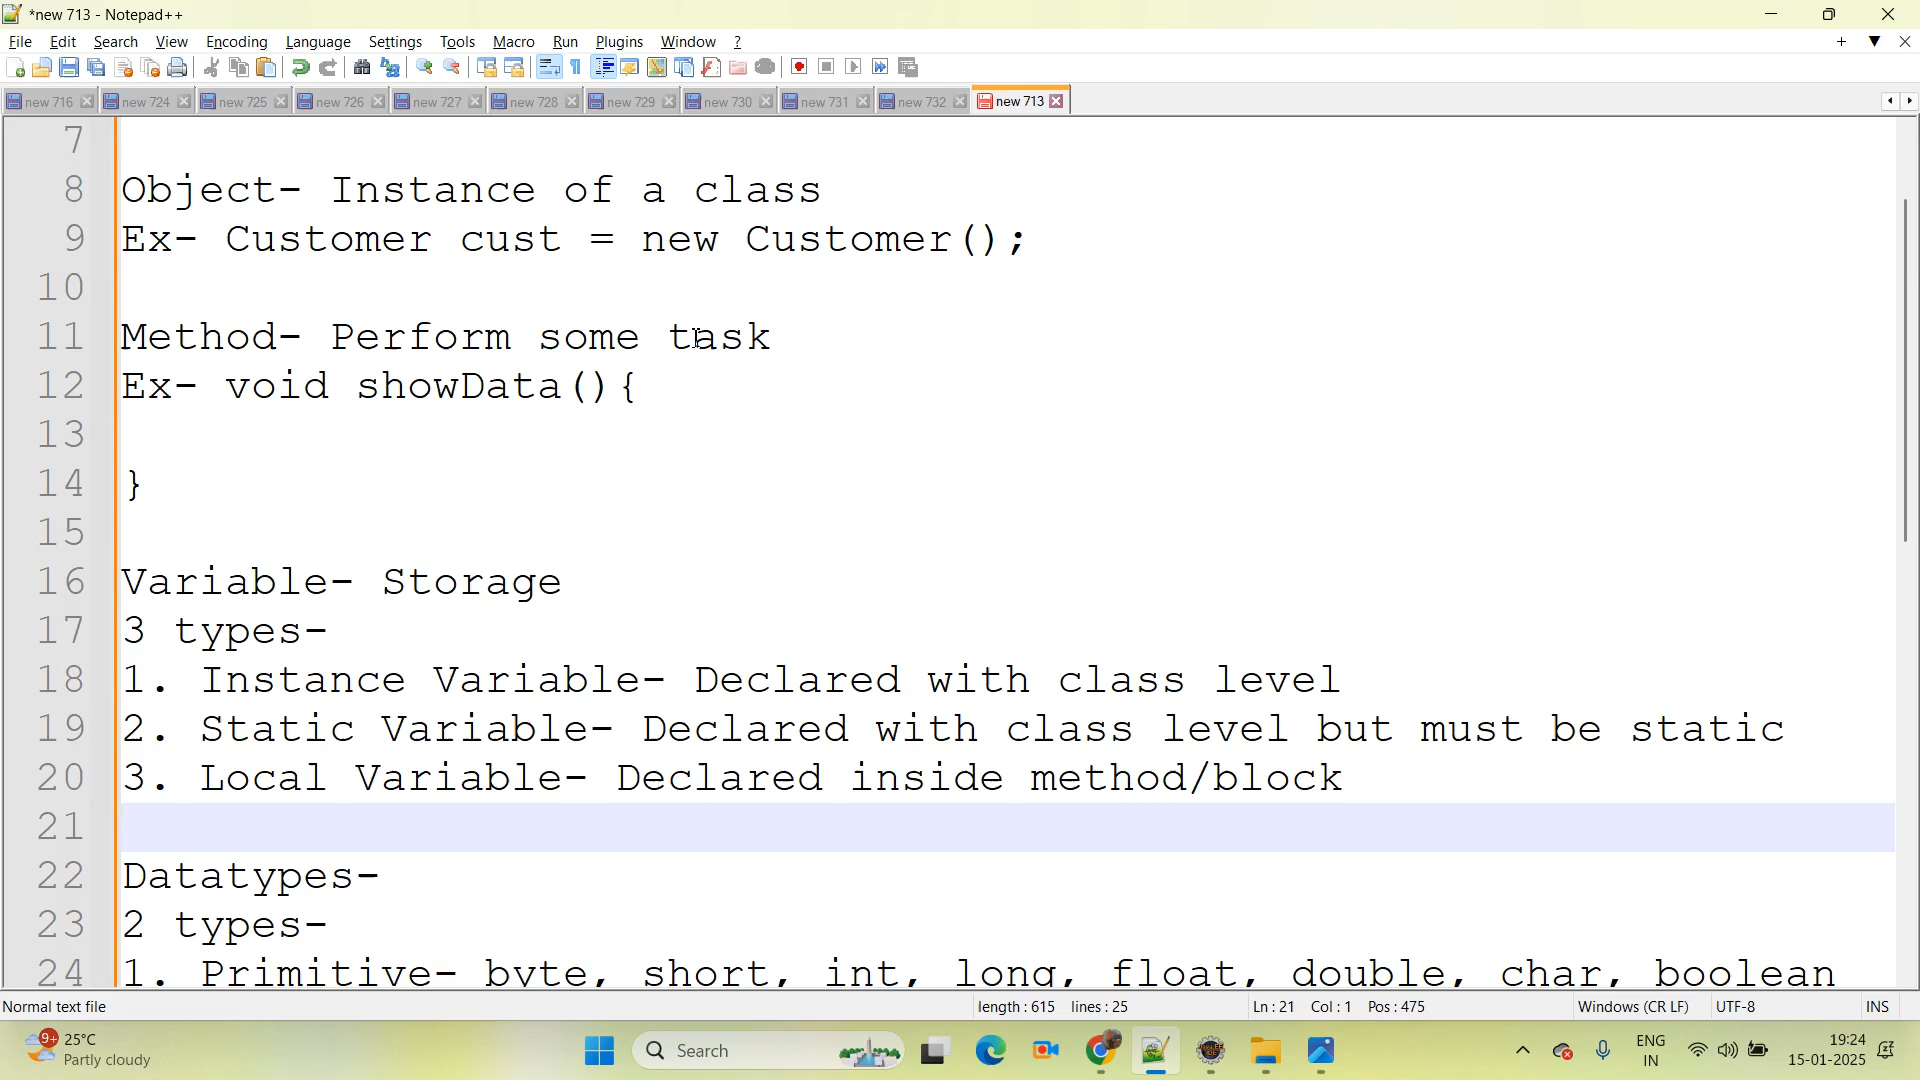 *new 713 - Notepad++
File Edit Search View Encoding Language Settings Tools Macro Run Plugins Window ?
new 716 new 724 new 725 new 726 new 727 new 728 new 729 new 730 new 731 new 732 new 713
7
8 Object- Instance of a class
9 Ex- Customer cust = new Customer();
10
11 Method- Perform some task
12 Ex- void showData(){
13
14 }
15
16 Variable- Storage
17 3 types-
18 1. Instance Variable- Declared with class level
19 2. Static Variable- Declared with class level but must be static
20 3. Local Variable- Declared inside method/block
21
22 Datatypes-
23 2 types-
24 1. Primitive- byte, short, int, long, float, double, char, boolean
Normal text file length : 615 lines : 25 Ln : 21 Col : 1 Pos : 475 Windows (CR LF) UTF-8 INS
9+ 25°C
Partly cloudy
Search
ENG
IN
19:24
15-01-2025